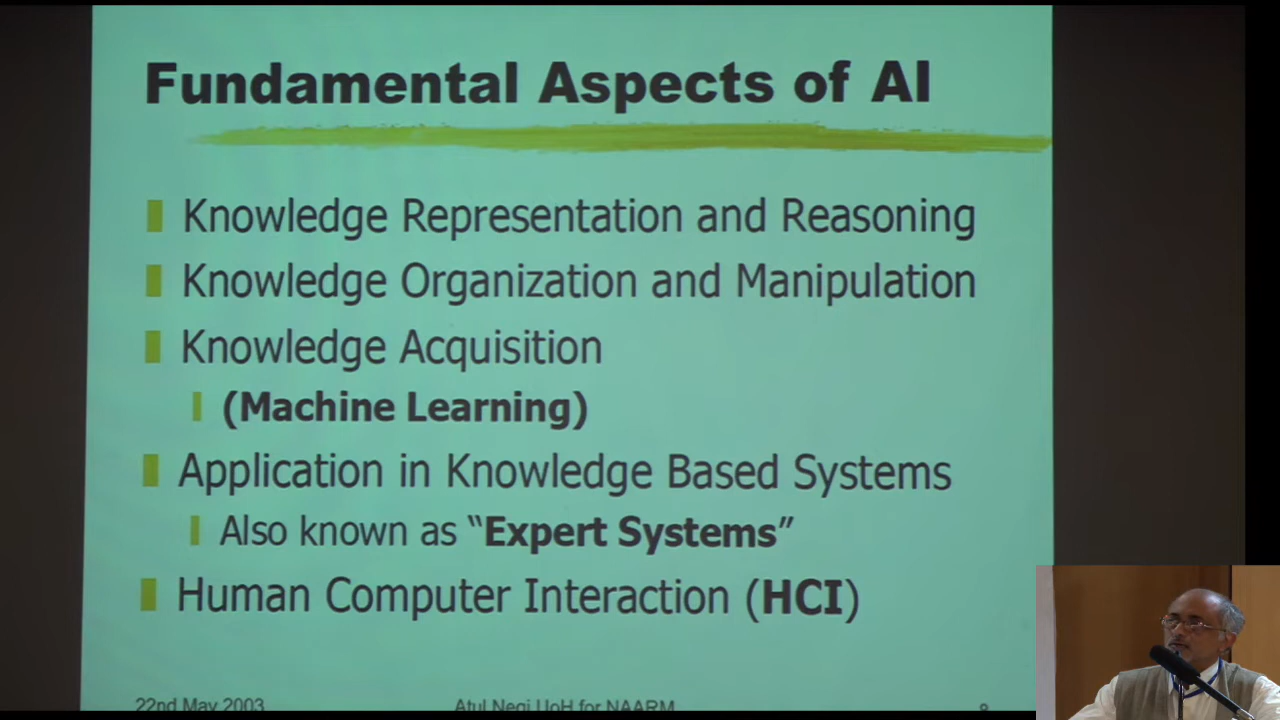 Fundamental Aspects of AI
Knowledge Representation and Reasoning
Knowledge Organization and Manipulation
Knowledge Acquisition
(Machine Learning)
Application in Knowledge Based Systems
Also known as “Expert Systems”
Human Computer Interaction (HCI)
22nd May 2003 Atul Negi UoH for NAARM